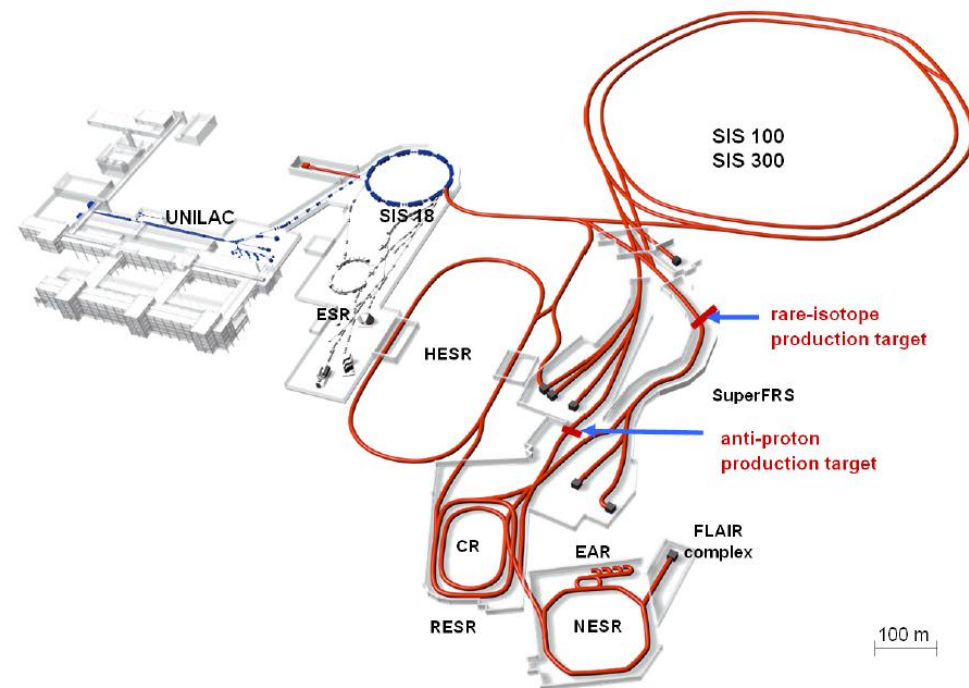 SIS 100
SIS 300
UNILAC
SIS 18
ESR
HESR
rare-isotope
production target
SuperFRS
anti-proton
production target
FLAIR
complex
CR
EAR
RESR
NESR
100 m